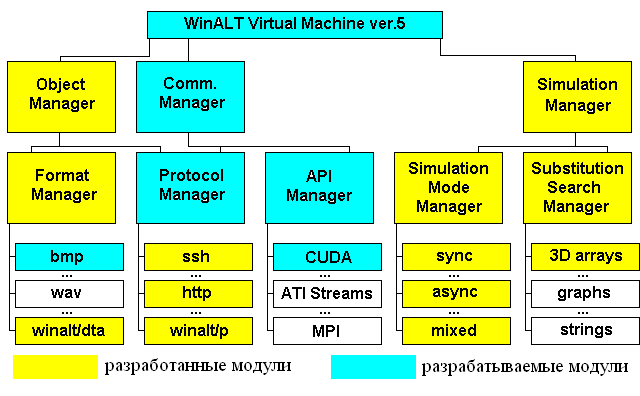 WinALT Virtual Machine ver.5
Object
Manager
Comm.
Manager
Simulation
Manager
Format
Manager
Protocol
Manager
API
Manager
Simulation
Mode
Manager
Substitution
Search
Manager
bmp
...
wav
...
winalt/dta
ssh
...
http
...
winalt/p
CUDA
...
ATI Streams
...
MPI
sync
...
async
...
mixed
3D arrays
...
graphs
...
strings
разработанные модули
разрабатываемые модули